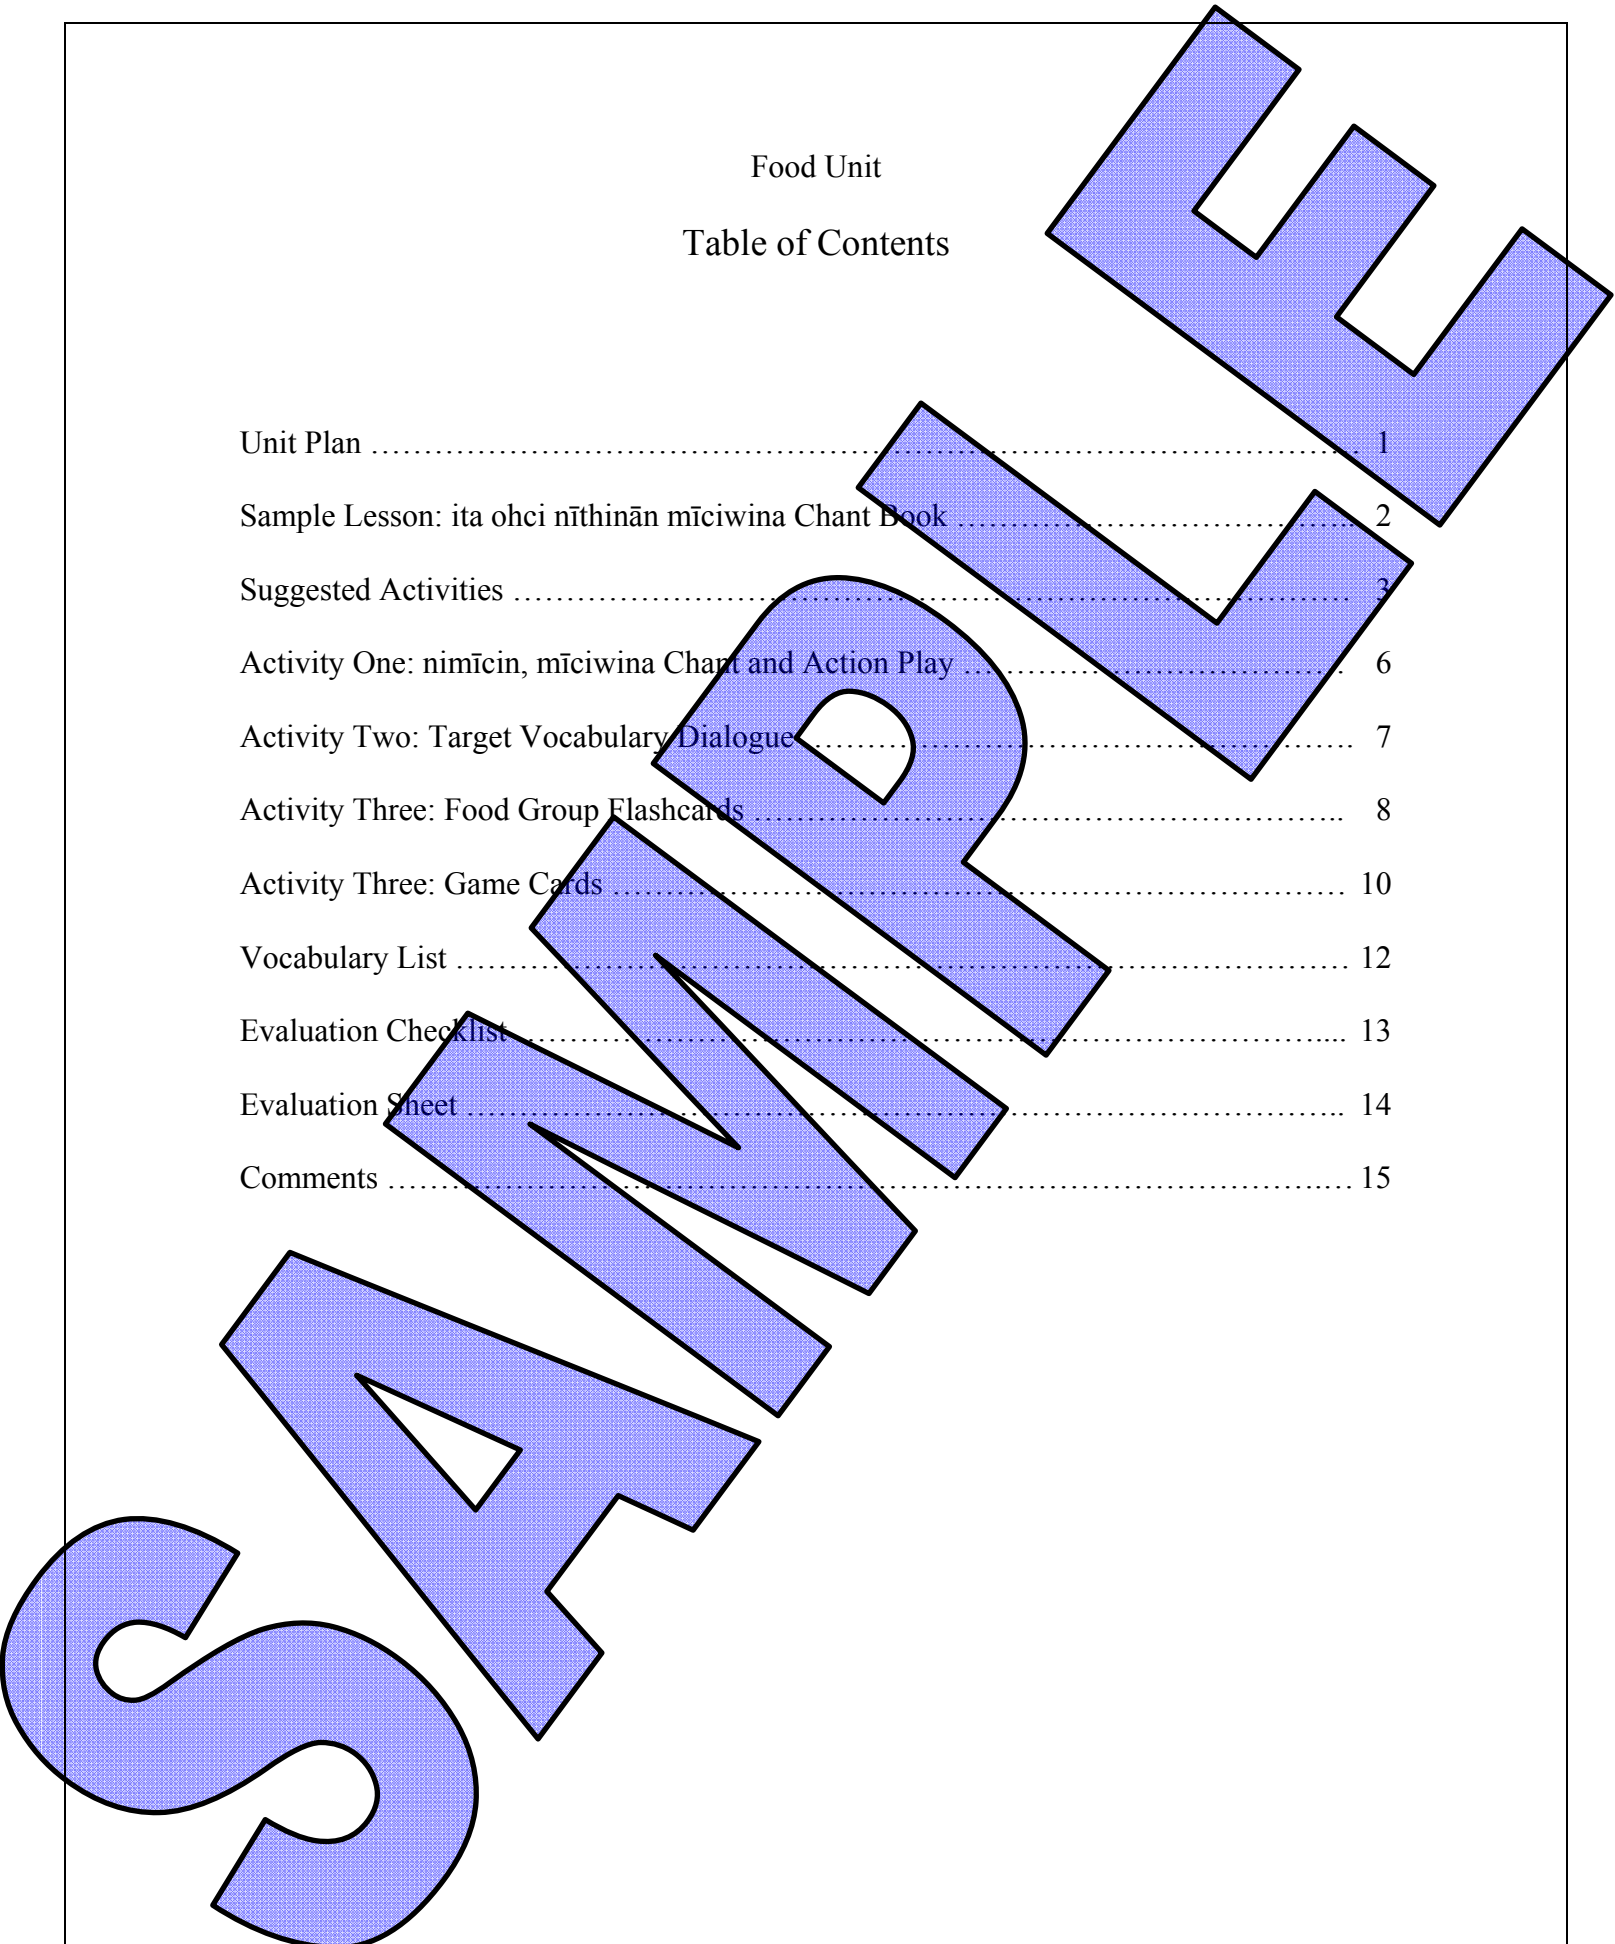 Food Unit
Table of Contents
Unit Plan ………………………………………………………………………………. 1
Sample Lesson: ita ohci nīthinān mīciwina Chant Book ……………………………….. 2
Suggested Activities …………………………………………………………………… 3
Activity One: nimīcin, mīciwina Chant and Action Play ……………………………. 6
Activity Two: Target Vocabulary Dialogue ………………………………………….. 7
Activity Three: Food Group Flashcards ……………………………………………... 8
Activity Three: Game Cards …………………………………………………………. 10
Vocabulary List ………………………………………………………………………. 12
Evaluation Checklist ………………………………………………………………….... 13
Evaluation Sheet ……………………………………………………………………... 14
Comments ……………………………………………………………………………. 15
SAMPLE